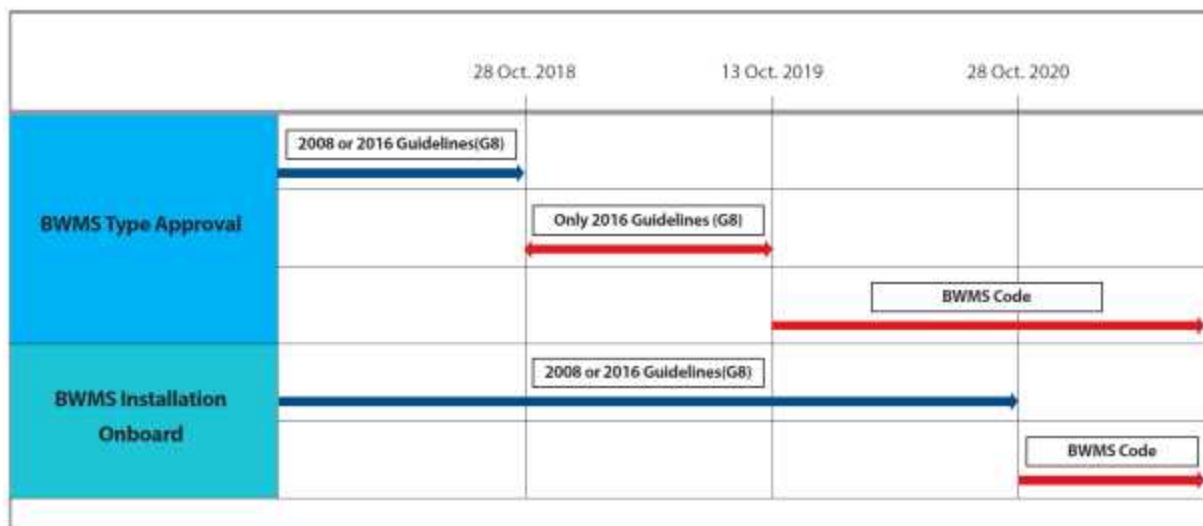 28 Oct. 2018 13 Oct. 2019 28 Oct. 2020
2008 or 2016 Guidelines(G8)
BWMS Type Approval
Only 2016 Guidelines (G8)
BWMS Code
2008 or 2016 Guidelines(G8)
BWMS Installation
Onboard
BWMS Code